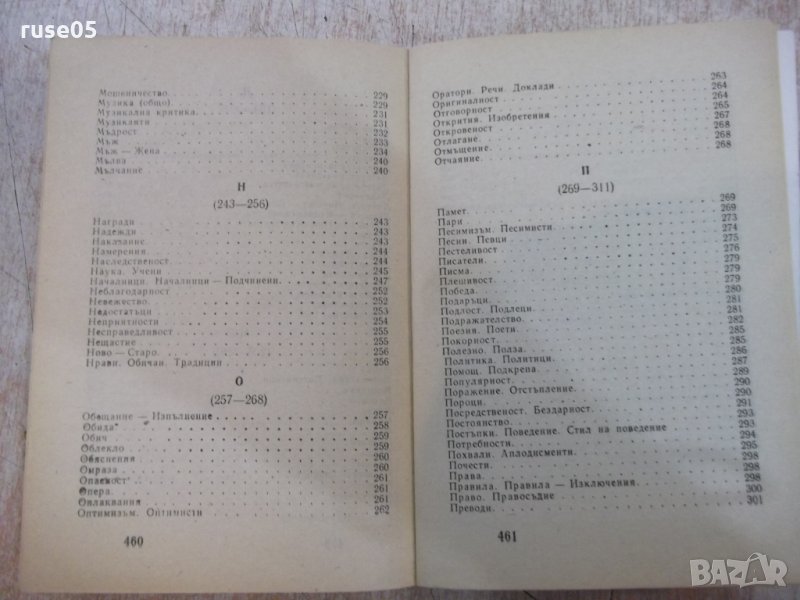 ruse05
Мошеничество 229
Музика (общо) 229
Музикална критика 231
Музиканти 231
Мъдрост 232
Мъж 233
Мъж — Жена 234
Мълва 240
Мълчание 240
Н
(243—256)
Награди 243
Надежди 243
Наказание 243
Намерения 244
Наследственост 244
Наука. Учени 245
Началници. Началници — Подчинени 247
Неблагодарност 252
Невежество 252
Недостатъци 253
Неприятности 254
Несправедливост 255
Нещастие 255
Ново — Старо 256
Нрави. Обичаи. Традиции 256
О
(257—268)
Обещание — Изпълнение 257
Обида 258
Обич 259
Облекло 259
Обяснения 260
Омраза 260
Опасност 261
Опера 261
Оплаквания 261
Оптимизъм. Оптимисти 262
460
Оратори. Речи. Доклади 263
Оригиналност 264
Отговорност 264
Открития. Изобретения 265
Откровеност 267
Отлагане 268
Отмъщение 268
Отчаяние 268
П
(269—311)
Памет 269
Пари 269
Песимизъм. Песимисти 273
Песни. Певци 274
Пестеливост 275
Писатели 276
Писма 279
Плешивост 279
Победа 279
Подаръци 280
Подлост. Подлеци 281
Подражателство 281
Поезия. Поети 282
Покорност 285
Полезно. Полза 285
Политика. Политици 286
Помощ. Подкрепа 287
Популярност 289
Поражение. Отстъпление 290
Пороци 290
Посредственост. Бездарност 291
Постоянство 293
Постъпки. Поведение. Стил на поведение 293
Потребности 294
Похвали. Аплодисменти 295
Почести 298
Права 298
Правила. Правила — Изключения 298
Право. Правосъдие 300
Преводи 301
461
BAZAR